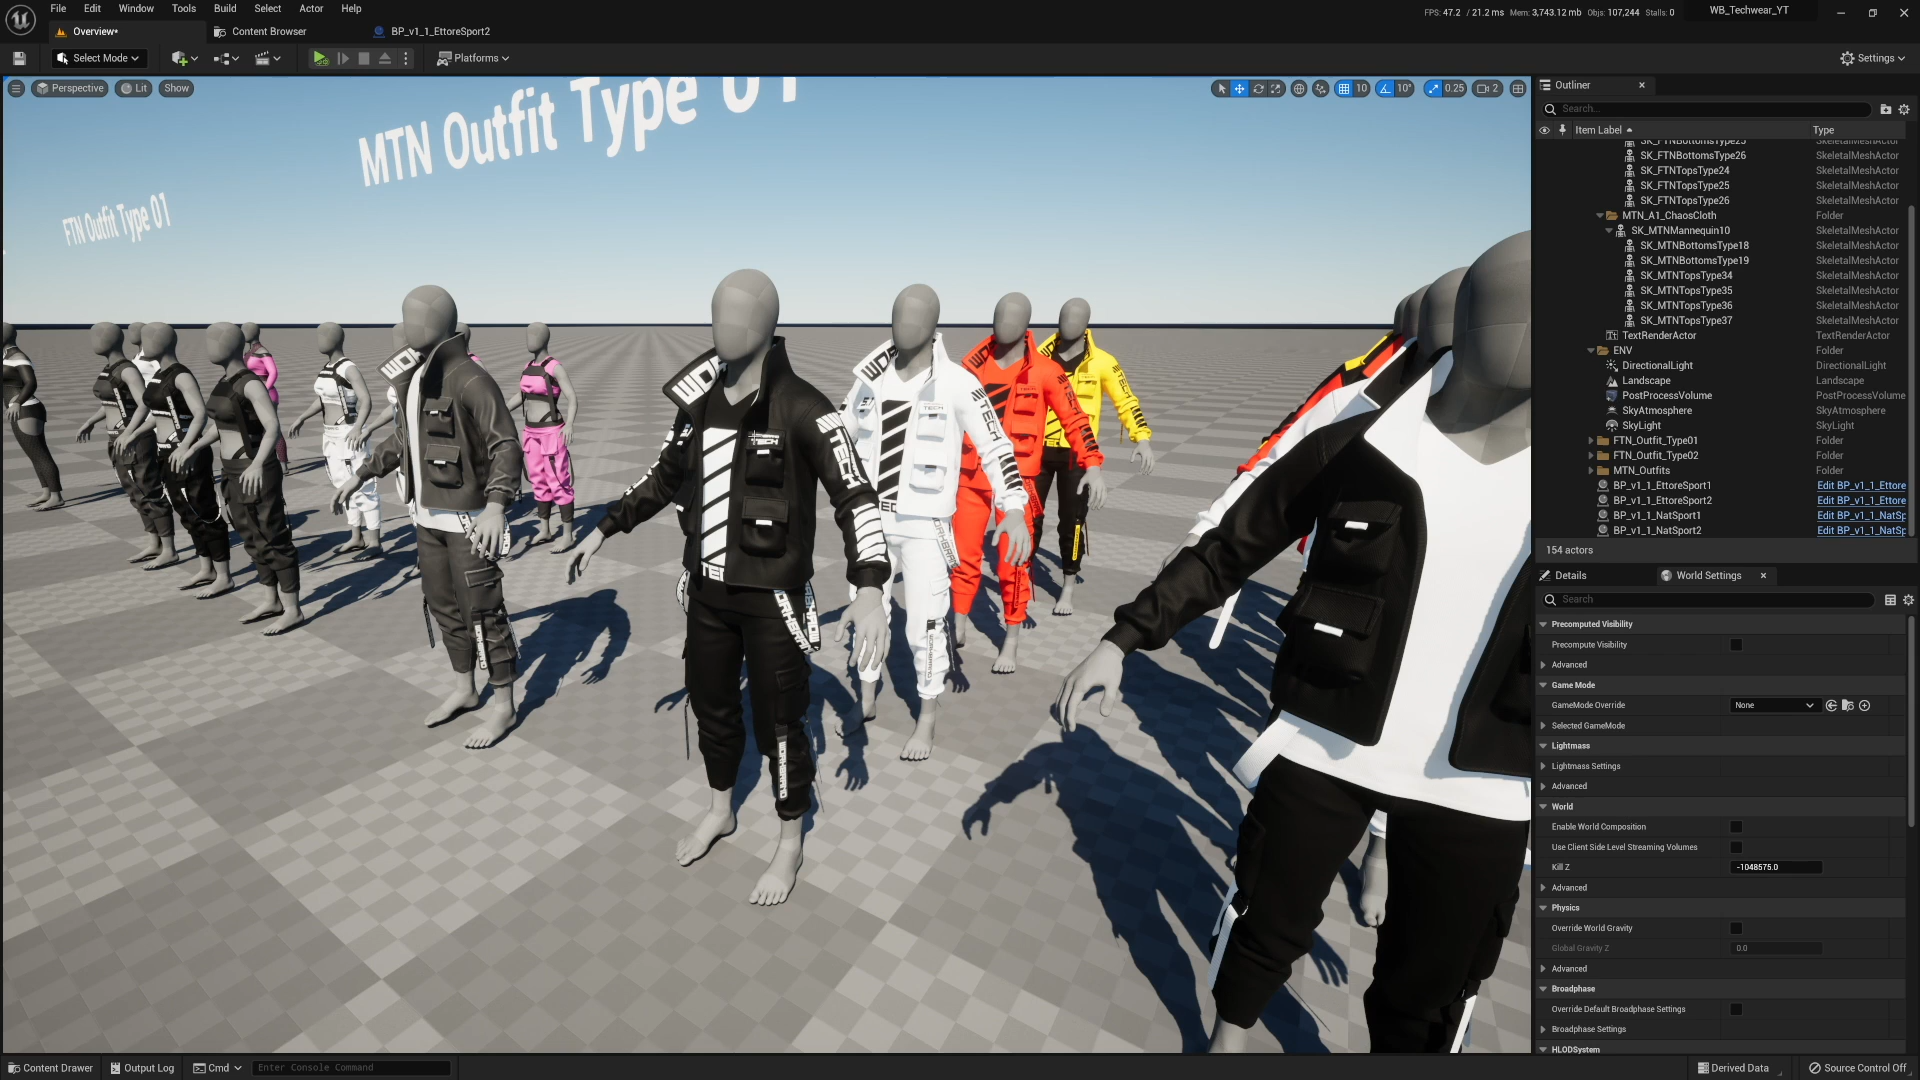 File Edit Window Tools Build Select Actor Help
FPS: 47.2 / 21.2 ms Mem: 3,743.12 mb Objs: 107,244 Stalls: 0
WB_Techwear_YT
Overview•
Content Browser
BP_v1_1_EttoreSport2
Select Mode
Platforms
Settings
Perspective
Lit
Show
10
10°
0.25
2
MTN Outfit Type 01
FTN Outfit Type 01
TECH
TECH
TECH
TECH
Outliner
Search...
Item Label
Type
SK_FTNBottomsType25 SkeletalMeshActor
SK_FTNBottomsType26 SkeletalMeshActor
SK_FTNTopsType24 SkeletalMeshActor
SK_FTNTopsType25 SkeletalMeshActor
SK_FTNTopsType26 SkeletalMeshActor
MTN_A1_ChaosCloth Folder
SK_MTNMannequin10 SkeletalMeshActor
SK_MTNBottomsType18 SkeletalMeshActor
SK_MTNBottomsType19 SkeletalMeshActor
SK_MTNTopsType34 SkeletalMeshActor
SK_MTNTopsType35 SkeletalMeshActor
SK_MTNTopsType36 SkeletalMeshActor
SK_MTNTopsType37 SkeletalMeshActor
TextRenderActor TextRenderActor
ENV Folder
DirectionalLight DirectionalLight
Landscape Landscape
PostProcessVolume PostProcessVolume
SkyAtmosphere SkyAtmosphere
SkyLight SkyLight
FTN_Outfit_Type01 Folder
FTN_Outfit_Type02 Folder
MTN_Outfits Folder
BP_v1_1_EttoreSport1 Edit BP_v1_1_Ettore
BP_v1_1_EttoreSport2 Edit BP_v1_1_Ettore
BP_v1_1_NatSport1 Edit BP_v1_1_NatSp
BP_v1_1_NatSport2 Edit BP_v1_1_NatSp
154 actors
Details
World Settings
Search
Precomputed Visibility
Precompute Visibility
Advanced
Game Mode
GameMode Override None
Selected GameMode
Lightmass
Lightmass Settings
Advanced
World
Enable World Composition
Use Client Side Level Streaming Volumes
Kill Z -1048575.0
Advanced
Physics
Override World Gravity
Global Gravity Z 0.0
Advanced
Broadphase
Override Default Broadphase Settings
Broadphase Settings
HLODSystem
Content Drawer
Output Log
Cmd
Enter Console Command
Derived Data
Source Control Off